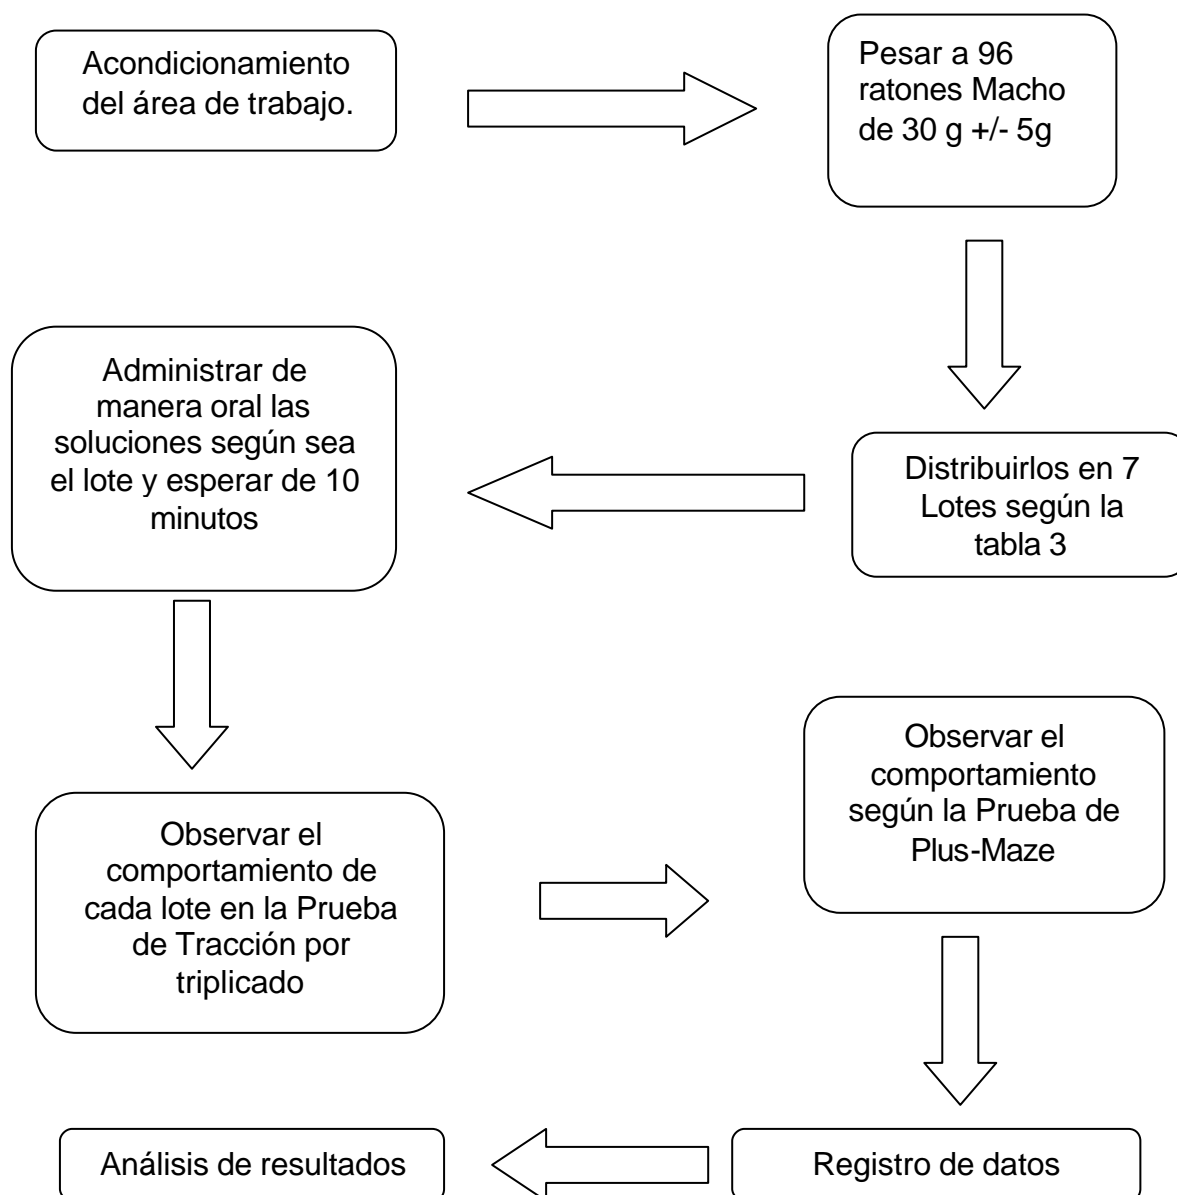 Acondicionamiento
del área de trabajo.
Pesar a 96
ratones Macho
de 30 g +/- 5g
Distribuirlos en 7
Lotes según la
tabla 3
Administrar de
manera oral las
soluciones según sea
el lote y esperar de 10
minutos
Observar el
comportamiento de
cada lote en la Prueba
de Tracción por
triplicado
Observar el
comportamiento
según la Prueba de
Plus-Maze
Registro de datos
Análisis de resultados